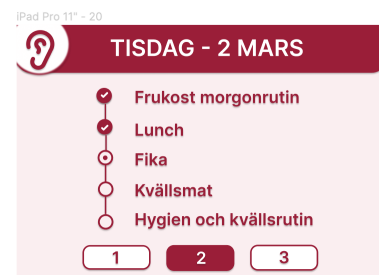 iPad Pro 11" - 20
TISDAG - 2 MARS
Frukost morgonrutin
Lunch
Fika
Kvällsmat
Hygien och kvällsrutin
1 2 3